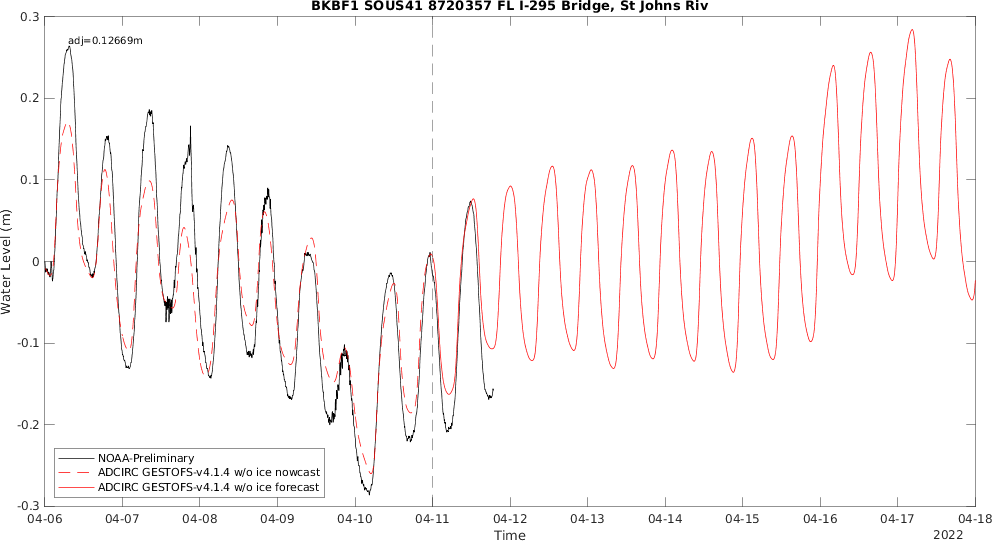 BKBF1 SOUS41 8720357 FL I-295 Bridge, St Johns Riv
adj=0.12669m
0.3
0.2
0.1
0
-0.1
-0.2
-0.3
Water Level (m)
NOAA-Preliminary
ADCIRC GESTOFS-v4.1.4 w/o ice nowcast
ADCIRC GESTOFS-v4.1.4 w/o ice forecast
04-06 04-07 04-08 04-09 04-10 04-11 04-12 04-13 04-14 04-15 04-16 04-17 04-18
Time
2022